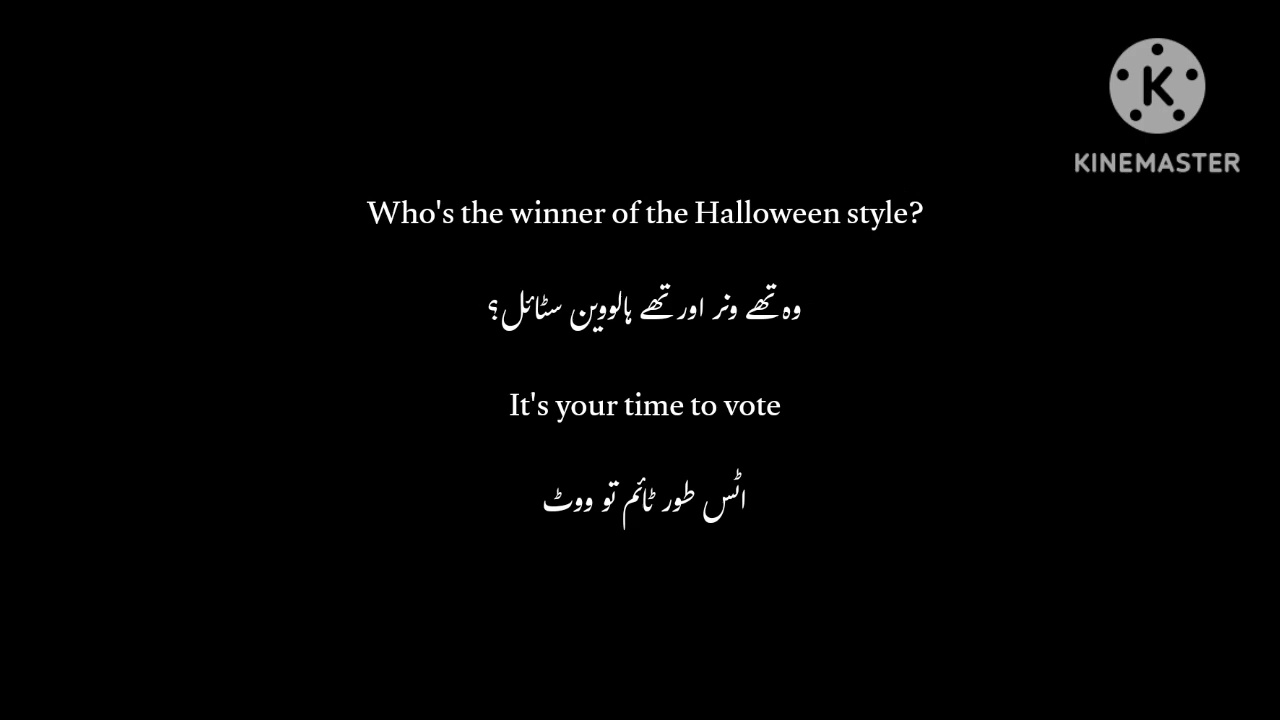 K
KINEMASTER
Who's the winner of the Halloween style?
وہ تھے ونر اور تھے ہالووین سٹائل؟
It's your time to vote
اٹس طور ٹائم تو ووٹ